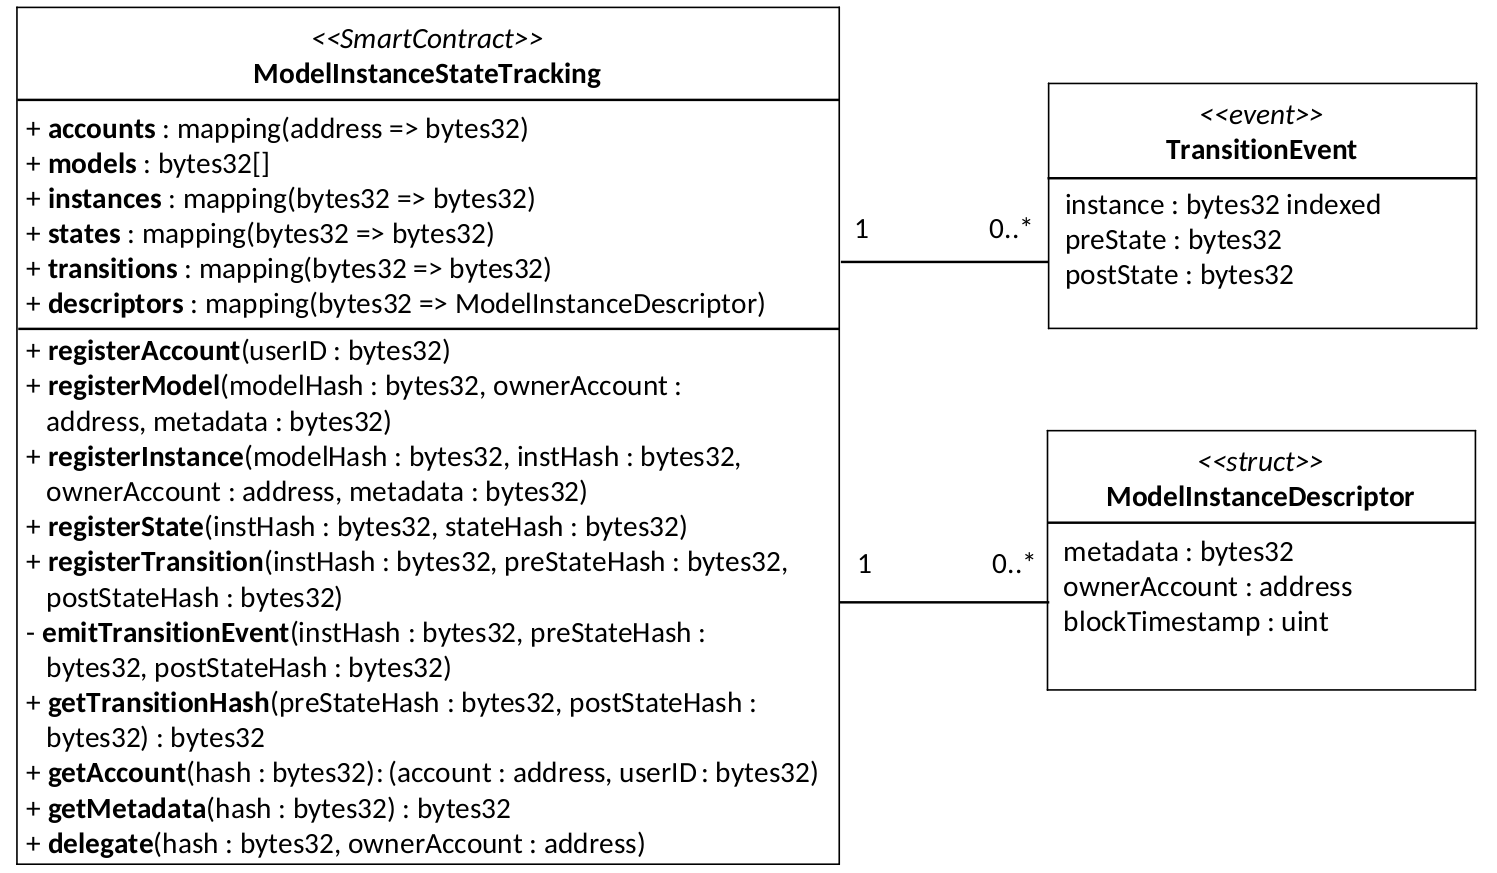 <<SmartContract>>
ModelInstanceStateTracking
+ accounts : mapping(address => bytes32)
+ models : bytes32[]
+ instances : mapping(bytes32 => bytes32)
+ states : mapping(bytes32 => bytes32)
+ transitions : mapping(bytes32 => bytes32)
+ descriptors : mapping(bytes32 => ModelInstanceDescriptor)
+ registerAccount(userID : bytes32)
+ registerModel(modelHash : bytes32, ownerAccount :
address, metadata : bytes32)
+ registerInstance(modelHash : bytes32, instHash : bytes32,
ownerAccount : address, metadata : bytes32)
+ registerState(instHash : bytes32, stateHash : bytes32)
+ registerTransition(instHash : bytes32, preStateHash : bytes32,
postStateHash : bytes32)
- emitTransitionEvent(instHash : bytes32, preStateHash :
bytes32, postStateHash : bytes32)
+ getTransitionHash(preStateHash : bytes32, postStateHash :
bytes32) : bytes32
+ getAccount(hash : bytes32): (account : address, userID : bytes32)
+ getMetadata(hash : bytes32) : bytes32
+ delegate(hash : bytes32, ownerAccount : address)
1 0..*
<<event>>
TransitionEvent
instance : bytes32 indexed
preState : bytes32
postState : bytes32
1 0..*
<<struct>>
ModelInstanceDescriptor
metadata : bytes32
ownerAccount : address
blockTimestamp : uint